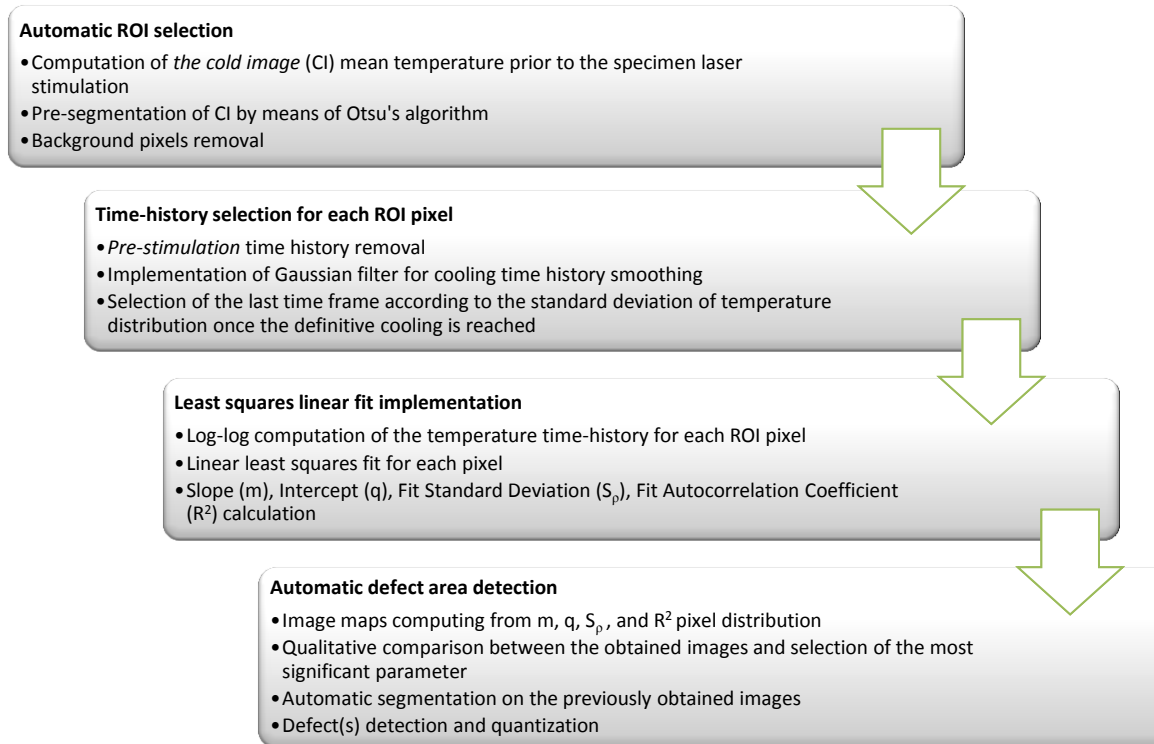 Automatic ROI selection
•Computation of the cold image (CI) mean temperature prior to the specimen laser
stimulation
•Pre-segmentation of CI by means of Otsu's algorithm
•Background pixels removal
Time-history selection for each ROI pixel
•Pre-stimulation time history removal
•Implementation of Gaussian filter for cooling time history smoothing
•Selection of the last time frame according to the standard deviation of temperature
distribution once the definitive cooling is reached
Least squares linear fit implementation
•Log-log computation of the temperature time-history for each ROI pixel
•Linear least squares fit for each pixel
•Slope (m), Intercept (q), Fit Standard Deviation (Sρ), Fit Autocorrelation Coefficient
(R²) calculation
Automatic defect area detection
•Image maps computing from m, q, Sρ , and R² pixel distribution
•Qualitative comparison between the obtained images and selection of the most
significant parameter
•Automatic segmentation on the previously obtained images
•Defect(s) detection and quantization